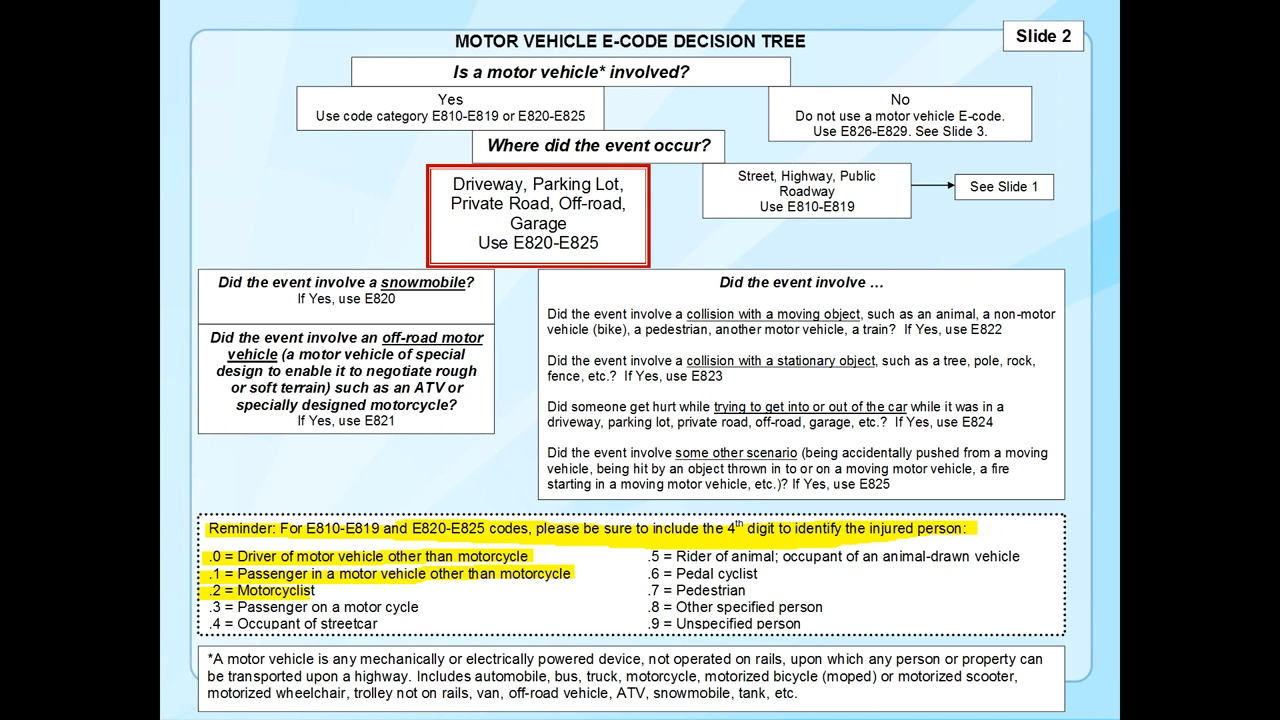 Slide 2
MOTOR VEHICLE E-CODE DECISION TREE
Is a motor vehicle* involved?
Yes
Use code category E810-E819 or E820-E825
No
Do not use a motor vehicle E-code.
Use E826-E829. See Slide 3.
Where did the event occur?
Driveway, Parking Lot,
Private Road, Off-road,
Garage
Use E820-E825
Street, Highway, Public
Roadway
Use E810-E819
See Slide 1
Did the event involve a snowmobile?
If Yes, use E820
Did the event involve an off-road motor
vehicle (a motor vehicle of special
design to enable it to negotiate rough
or soft terrain) such as an ATV or
specially designed motorcycle?
If Yes, use E821
Did the event involve …
Did the event involve a collision with a moving object, such as an animal, a non-motor
vehicle (bike), a pedestrian, another motor vehicle, a train? If Yes, use E822
Did the event involve a collision with a stationary object, such as a tree, pole, rock,
fence, etc.? If Yes, use E823
Did someone get hurt while trying to get into or out of the car while it was in a
driveway, parking lot, private road, off-road, garage, etc.? If Yes, use E824
Did the event involve some other scenario (being accidentally pushed from a moving
vehicle, being hit by an object thrown in to or on a moving motor vehicle, a fire
starting in a moving motor vehicle, etc.)? If Yes, use E825
Reminder: For E810-E819 and E820-E825 codes, please be sure to include the 4th digit to identify the injured person:
.0 = Driver of motor vehicle other than motorcycle
.1 = Passenger in a motor vehicle other than motorcycle
.2 = Motorcyclist
.3 = Passenger on a motor cycle
.4 = Occupant of streetcar
.5 = Rider of animal; occupant of an animal-drawn vehicle
.6 = Pedal cyclist
.7 = Pedestrian
.8 = Other specified person
.9 = Unspecified person
*A motor vehicle is any mechanically or electrically powered device, not operated on rails, upon which any person or property can
be transported upon a highway. Includes automobile, bus, truck, motorcycle, motorized bicycle (moped) or motorized scooter,
motorized wheelchair, trolley not on rails, van, off-road vehicle, ATV, snowmobile, tank, etc.